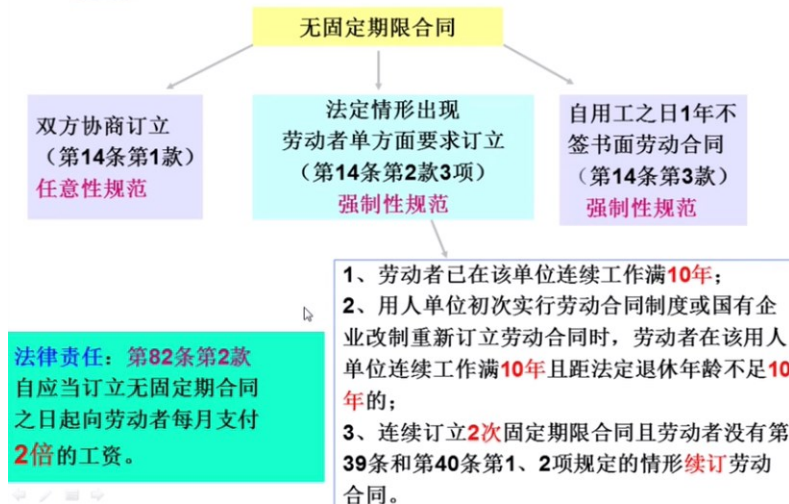 无固定期限合同
双方协商订立
（第14条第1款）
任意性规范
法定情形出现
劳动者单方面要求订立
（第14条第2款3项）
强制性规范
自用工之日1年不
签书面劳动合同
（第14条第3款）
强制性规范
1、劳动者已在该单位连续工作满10年；
2、用人单位初次实行劳动合同制度或国有企
业改制重新订立劳动合同时，劳动者在该用人
单位连续工作满10年且距法定退休年龄不足10
年的；
3、连续订立2次固定期限合同且劳动者没有第
39条和第40条第1、2项规定的情形续订劳动
合同。
法律责任：第82条第2款
自应当订立无固定期合同
之日起向劳动者每月支付
2倍的工资。